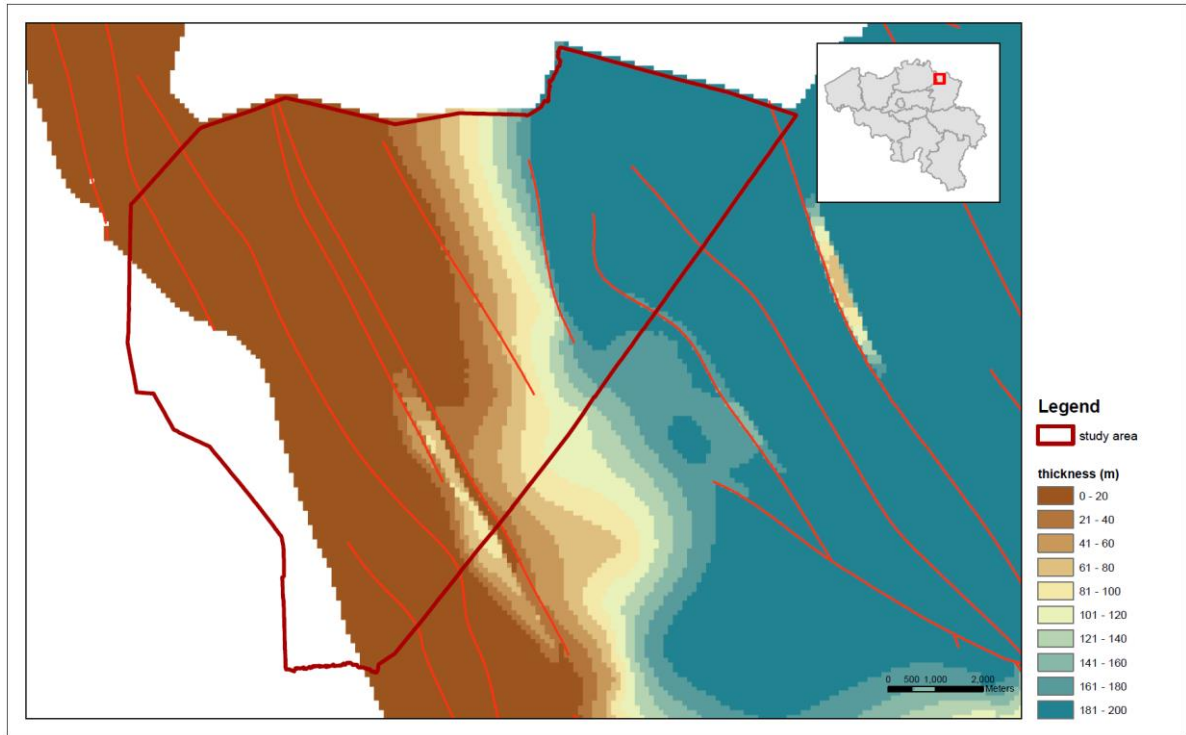 Legend
study area
thickness (m)
0 - 20
21 - 40
41 - 60
61 - 80
81 - 100
101 - 120
121 - 140
141 - 160
161 - 180
181 - 200
0 500 1,000 2,000
Meters